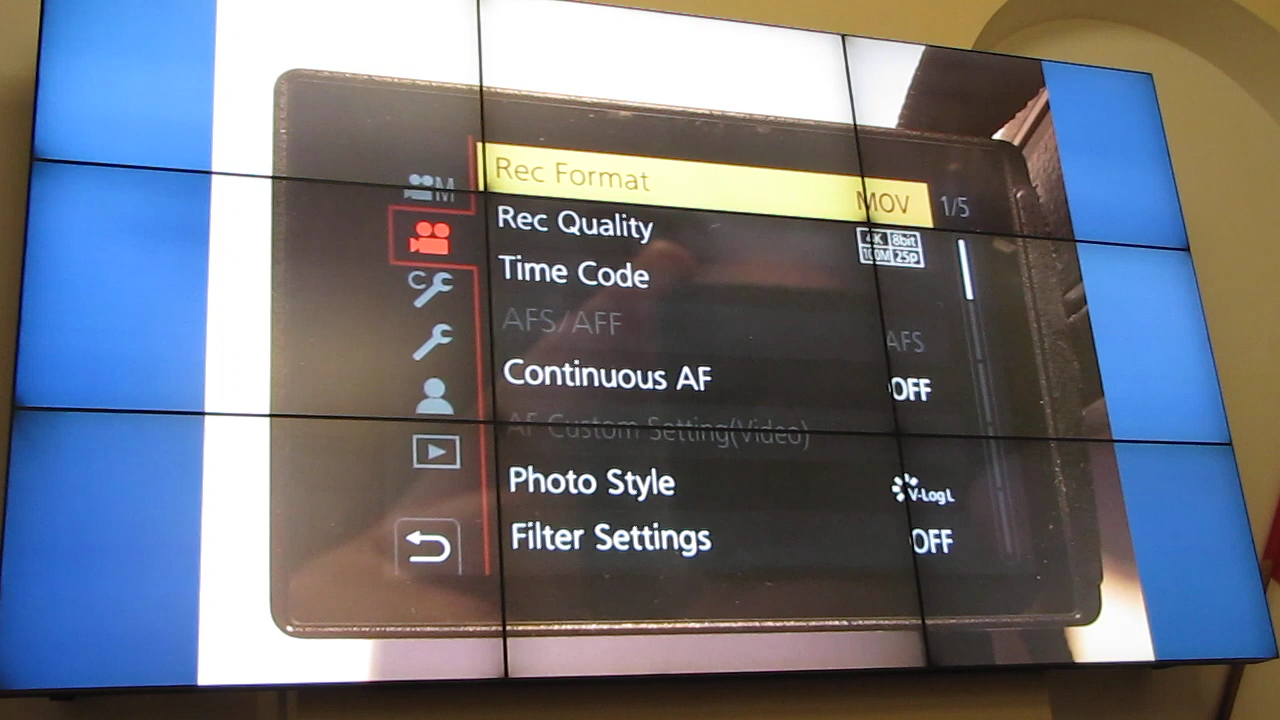 M
Rec Format MOV 1/5
Rec Quality 4K 8bit
100M 25p
Time Code
C
AFS/AFF AFS
Continuous AF OFF
AF Custom Setting(Video)
Photo Style V-Log L
Filter Settings OFF